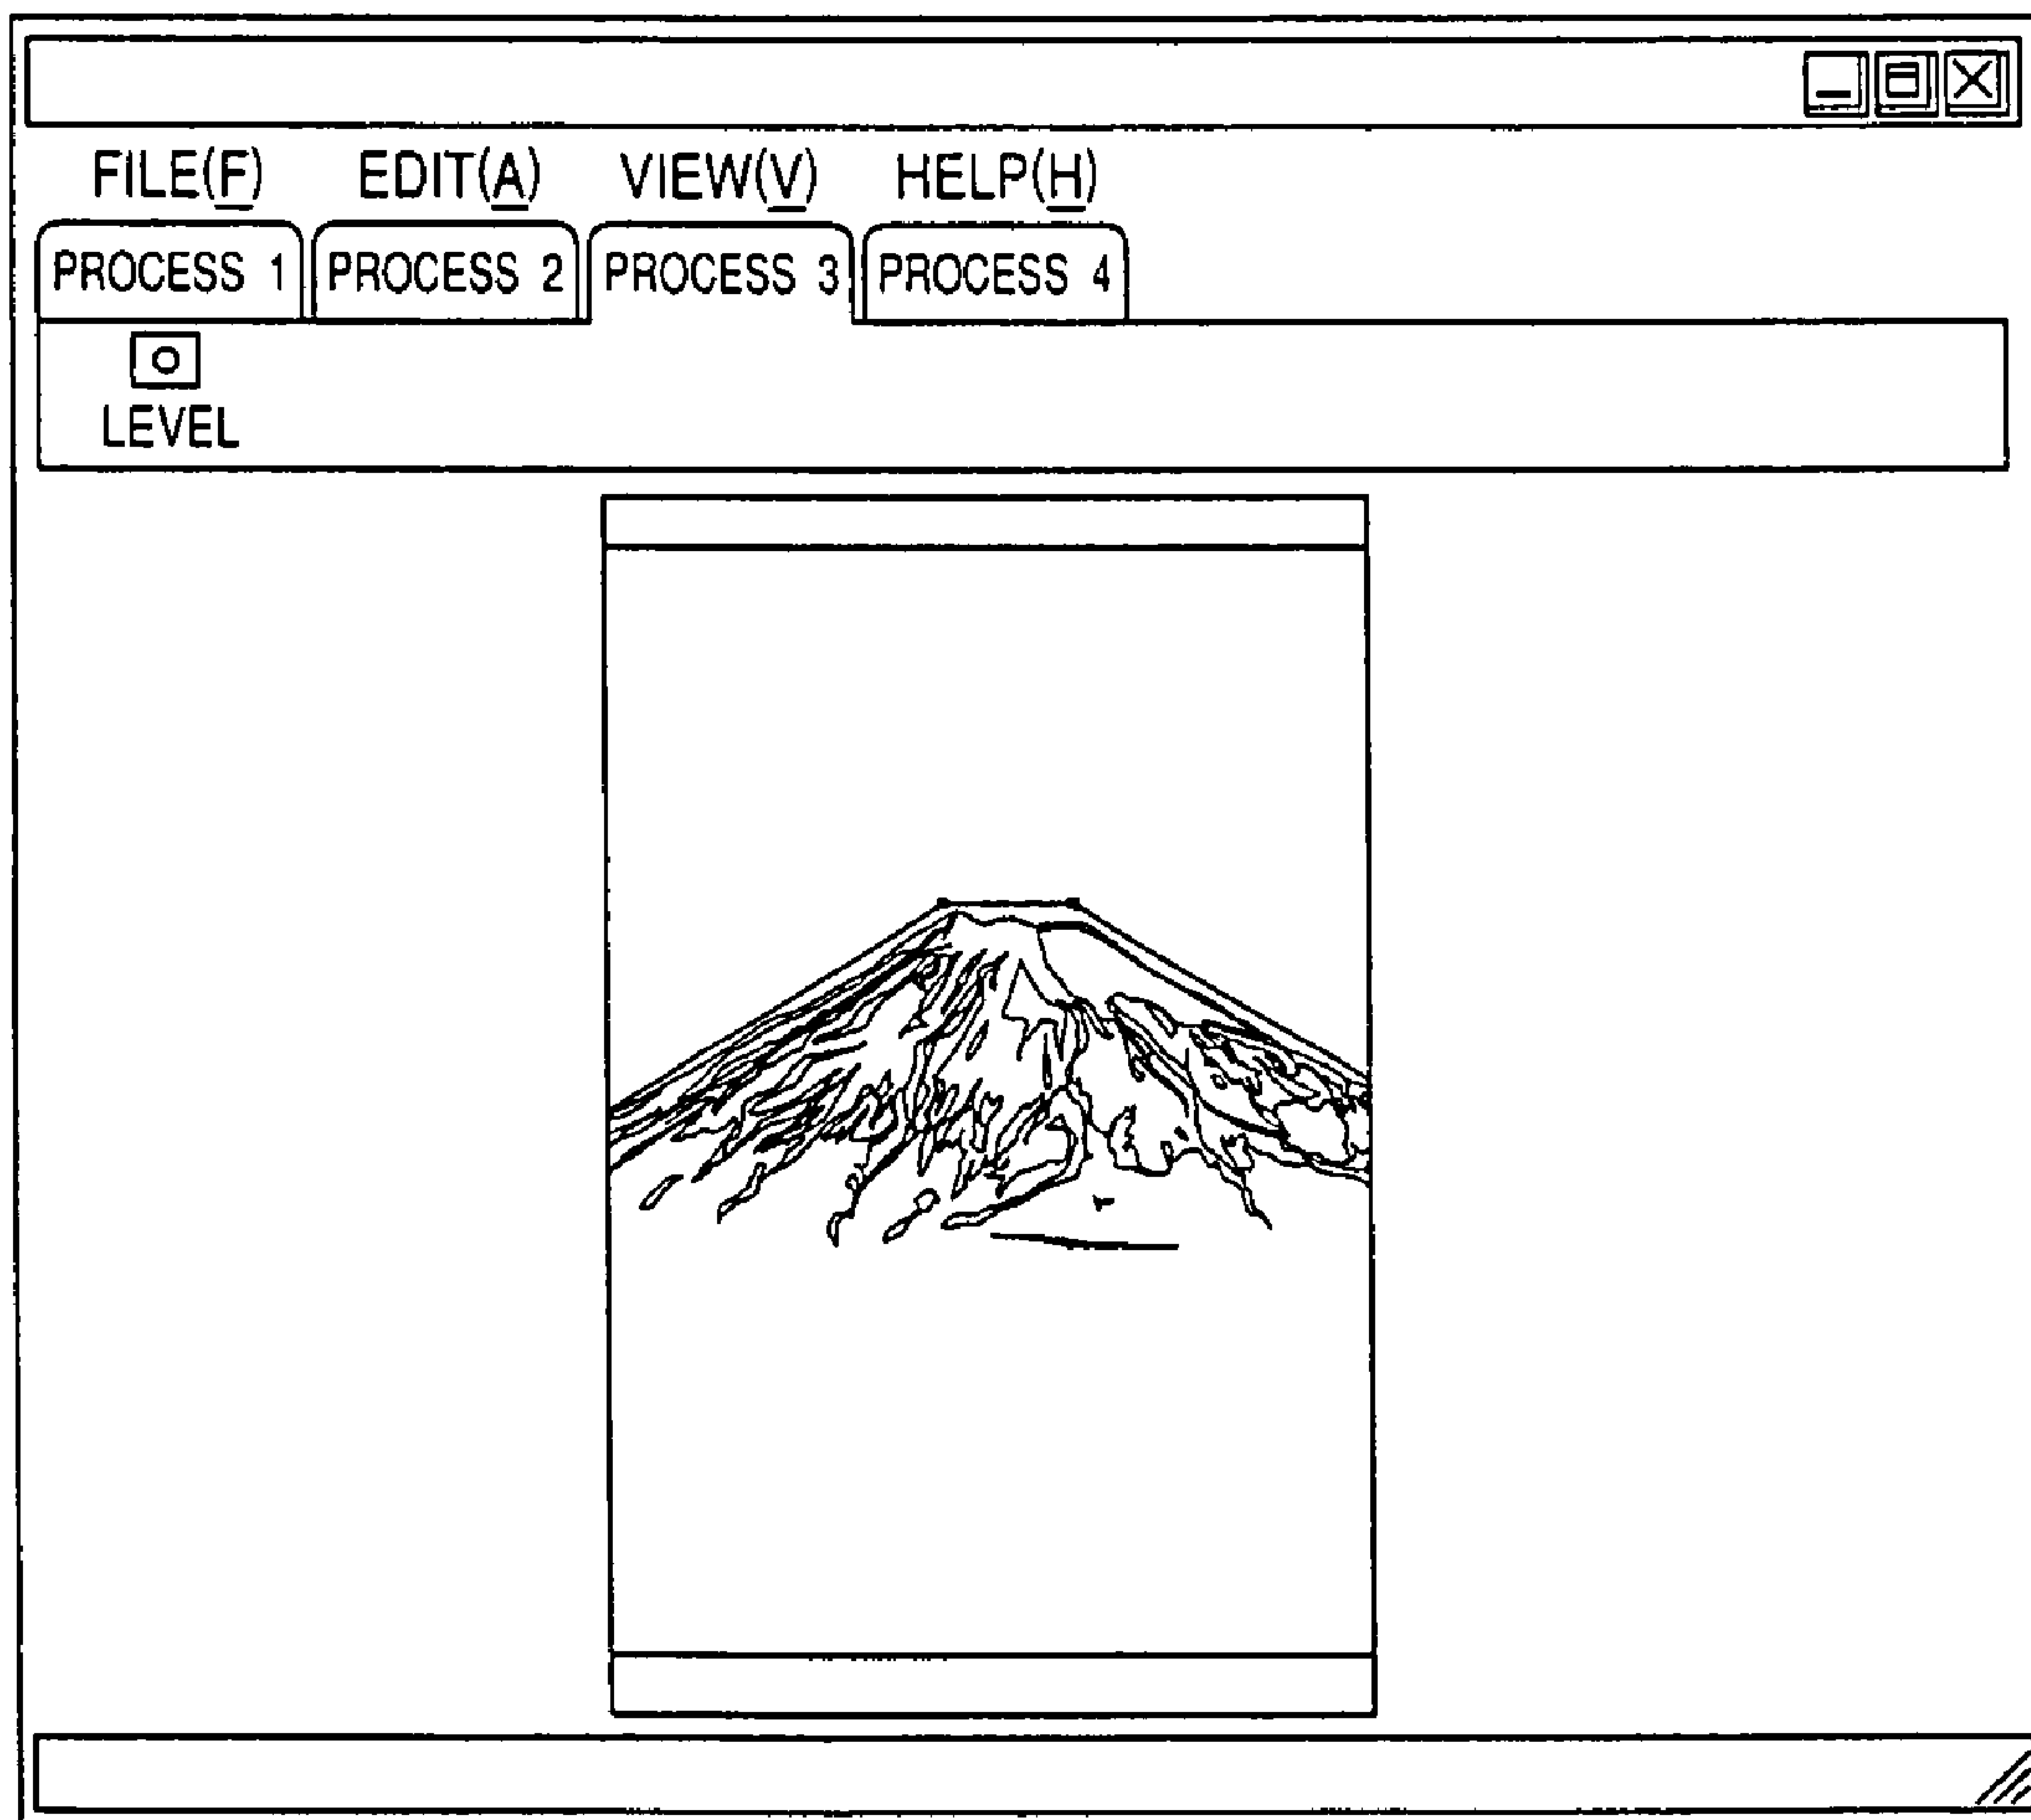 FILE(F) EDIT(A) VIEW(V) HELP(H)
PROCESS 1 PROCESS 2 PROCESS 3 PROCESS 4
LEVEL